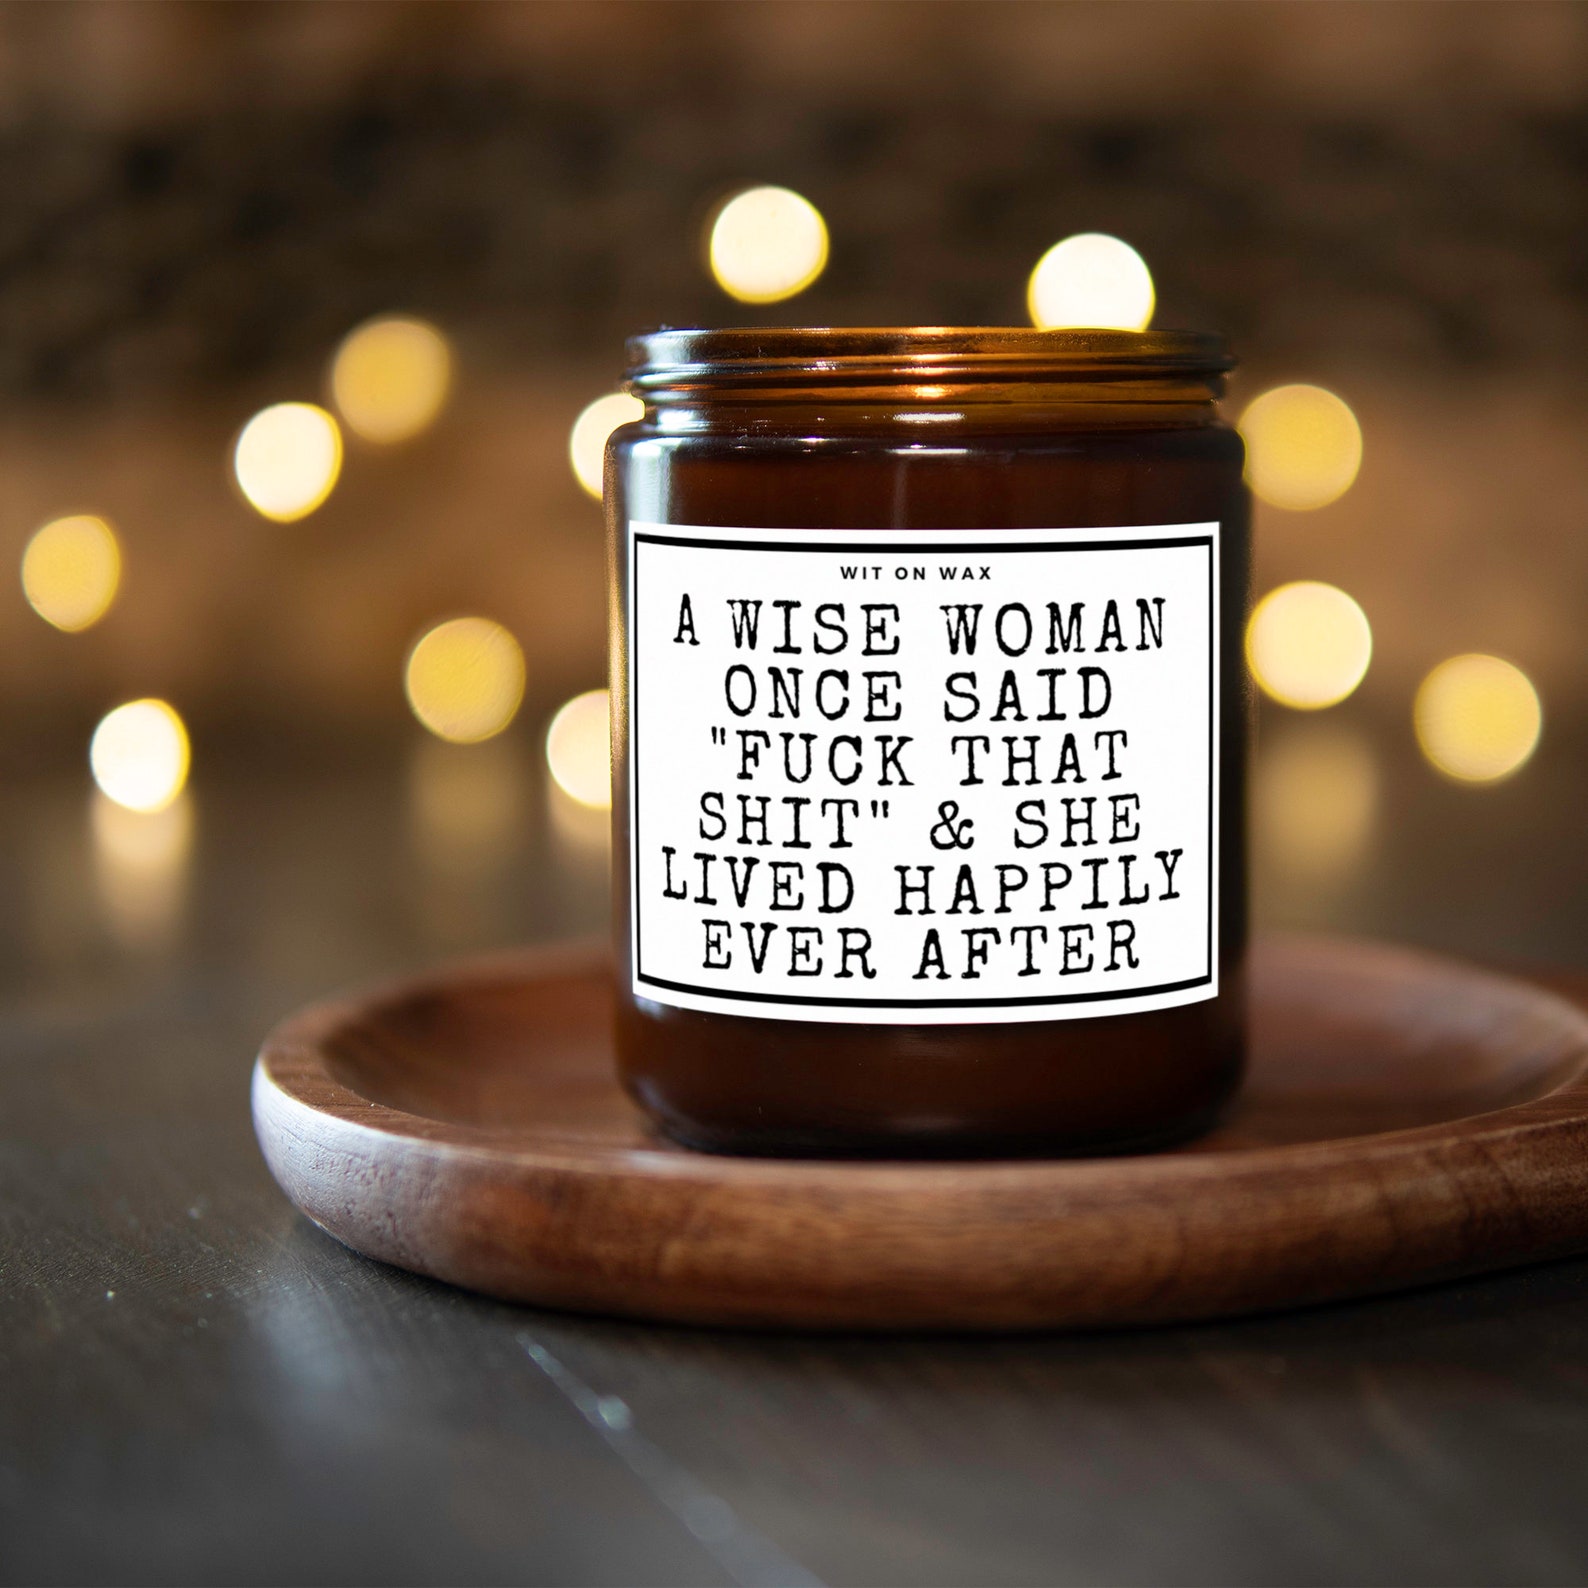 WIT ON WAX
A WISE WOMAN
ONCE SAID
"FUCK THAT
SHIT" & SHE
LIVED HAPPILY
EVER AFTER